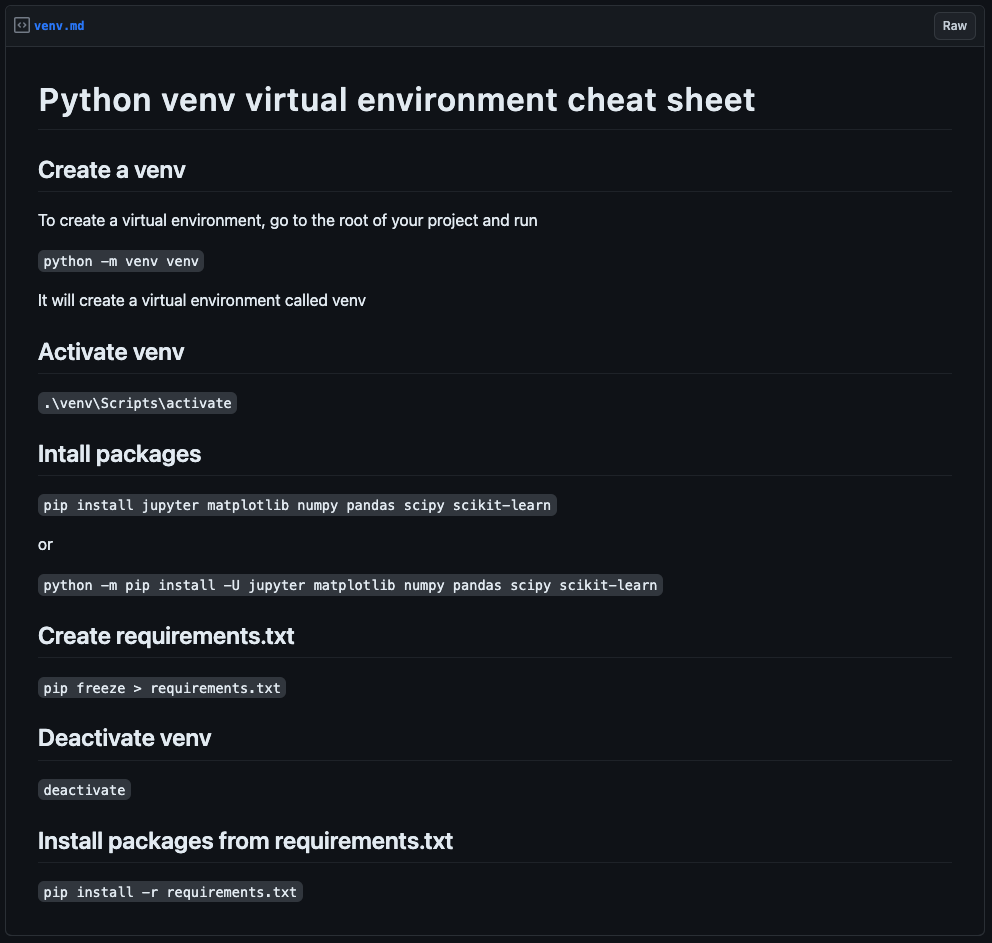 venv.md
Raw
Python venv virtual environment cheat sheet
Create a venv
To create a virtual environment, go to the root of your project and run
python -m venv venv
It will create a virtual environment called venv
Activate venv
.\venv\Scripts\activate
Intall packages
pip install jupyter matplotlib numpy pandas scipy scikit-learn
or
python -m pip install -U jupyter matplotlib numpy pandas scipy scikit-learn
Create requirements.txt
pip freeze > requirements.txt
Deactivate venv
deactivate
Install packages from requirements.txt
pip install -r requirements.txt